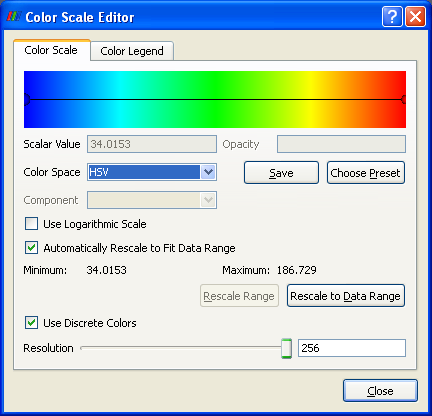 Color Scale Editor
Color Scale
Color Legend
Scalar Value 34.0153 Opacity
Color Space HSV Save Choose Preset
Component
Use Logarithmic Scale
Automatically Rescale to Fit Data Range
Minimum: 34.0153 Maximum: 186.729
Rescale Range Rescale to Data Range
Use Discrete Colors
Resolution 256
Close